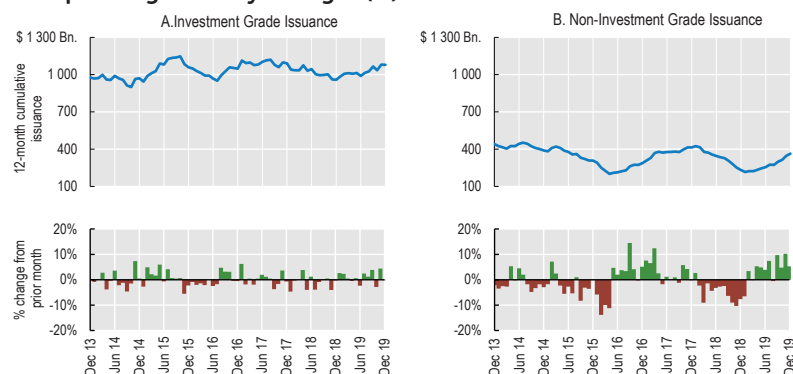 A.Investment Grade Issuance
$ 1 300 Bn.
1 000
700
400
100
12-month cumulative
issuance
20%
10%
0%
-10%
-20%
% change from
prior month
Dec 13
Jun 14
Dec 14
Jun 15
Dec 15
Jun 16
Dec 16
Jun 17
Dec 17
Jun 18
Dec 18
Jun 19
Dec 19
B. Non-Investment Grade Issuance
$ 1 300 Bn.
1 000
700
400
100
20%
10%
0%
-10%
-20%
Dec 13
Jun 14
Dec 14
Jun 15
Dec 15
Jun 16
Dec 16
Jun 17
Dec 17
Jun 18
Dec 18
Jun 19
Dec 19